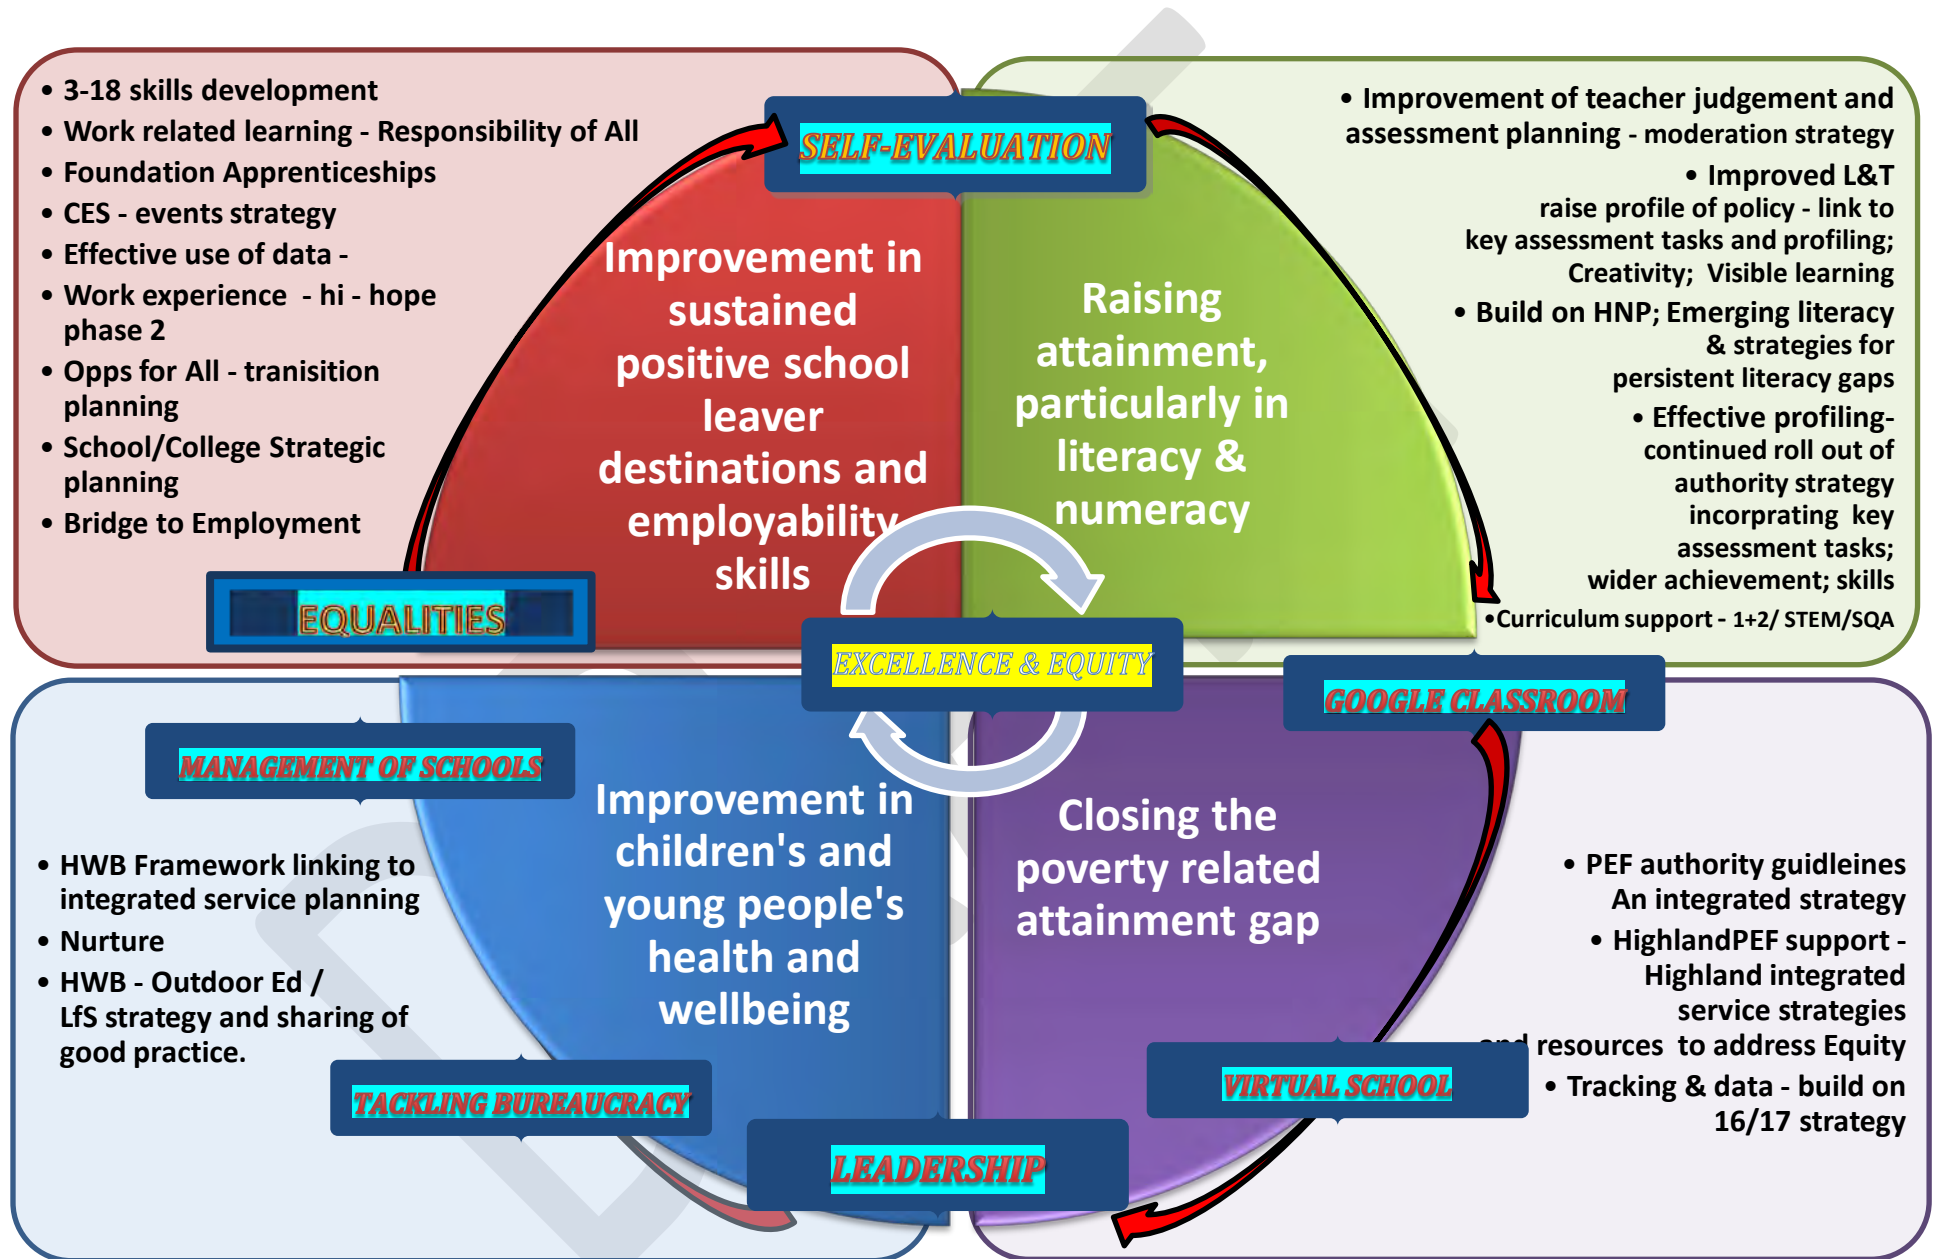 • 3-18 skills development
• Work related learning - Responsibility of All
• Foundation Apprenticeships
• CES - events strategy
• Effective use of data -
• Work experience - hi - hope
phase 2
• Opps for All - tranisition
planning
• School/College Strategic
planning
• Bridge to Employment
EQUALITIES
SELF-EVALUATION
Improvement in
sustained
positive school
leaver
destinations and
employability
skills
Raising
attainment,
particularly in
literacy &
numeracy
• Improvement of teacher judgement and
assessment planning - moderation strategy
• Improved L&T
raise profile of policy - link to
key assessment tasks and profiling;
Creativity; Visible learning
• Build on HNP; Emerging literacy
& strategies for
persistent literacy gaps
• Effective profiling-
continued roll out of
authority strategy
incorprating key
assessment tasks;
wider achievement; skills
•Curriculum support - 1+2/ STEM/SQA
EXCELLENCE & EQUITY
GOOGLE CLASSROOM
MANAGEMENT OF SCHOOLS
• HWB Framework linking to
integrated service planning
• Nurture
• HWB - Outdoor Ed /
LfS strategy and sharing of
good practice.
Improvement in
children's and
young people's
health and
wellbeing
Closing the
poverty related
attainment gap
• PEF authority guidleines
An integrated strategy
• HighlandPEF support -
Highland integrated
service strategies
and resources to address Equity
• Tracking & data - build on
16/17 strategy
TACKLING BUREAUCRACY
VIRTUAL SCHOOL
LEADERSHIP